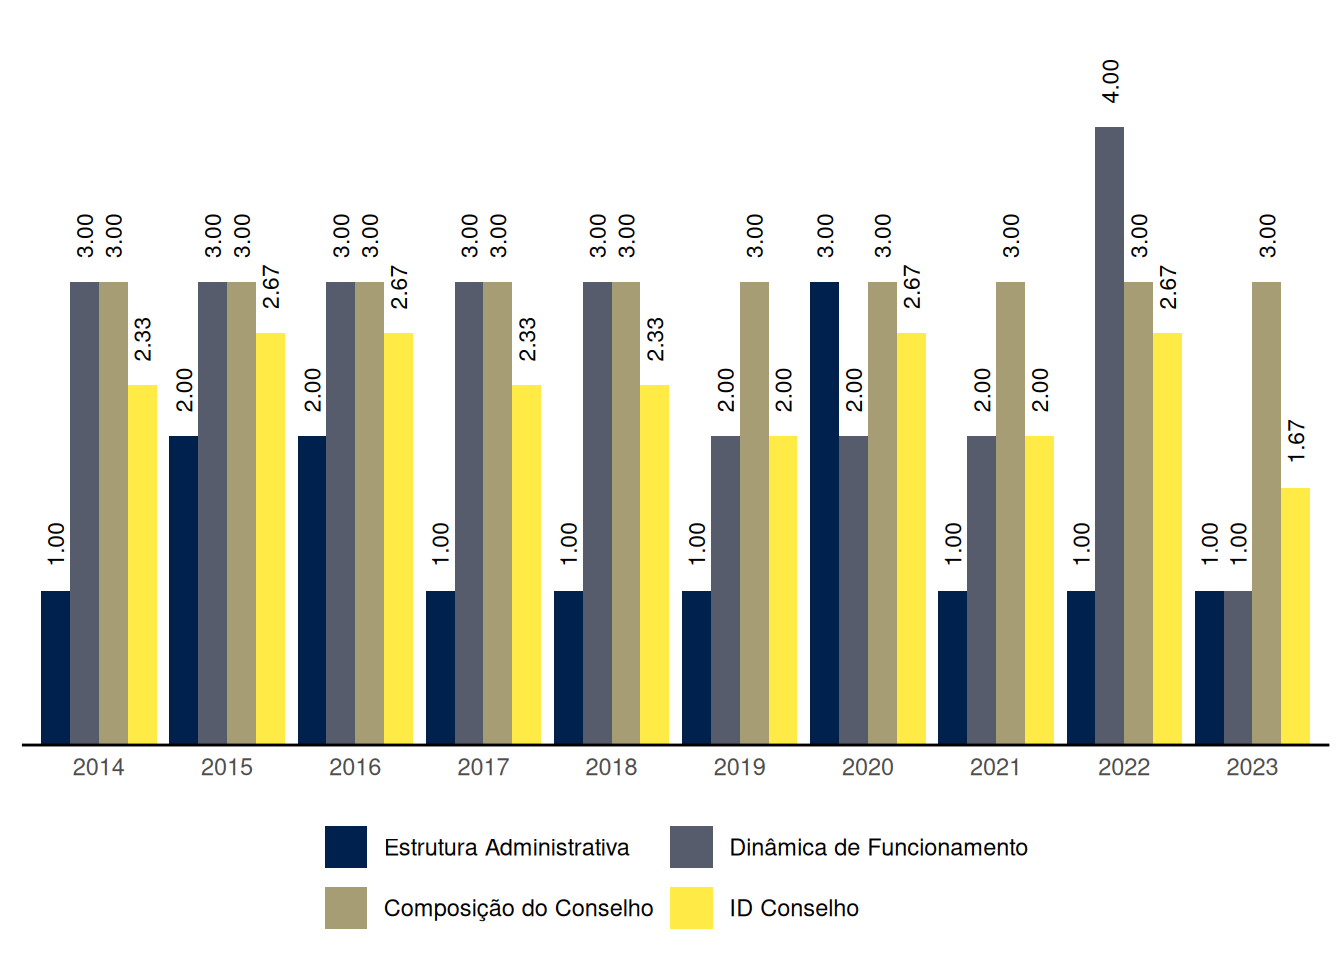 4.00
3.00 3.00 3.00 3.00 3.00 3.00 3.00 3.00 3.00 3.00 3.00 3.00 3.00 3.00 3.00 3.00
2.67 2.67 2.67 2.67
2.33 2.33 2.33
2.00 2.00 2.00 2.00 2.00 2.00 2.00
1.67
1.00 1.00 1.00 1.00 1.00 1.00 1.00 1.00
2014 2015 2016 2017 2018 2019 2020 2021 2022 2023
Estrutura Administrativa Dinâmica de Funcionamento
Composição do Conselho ID Conselho